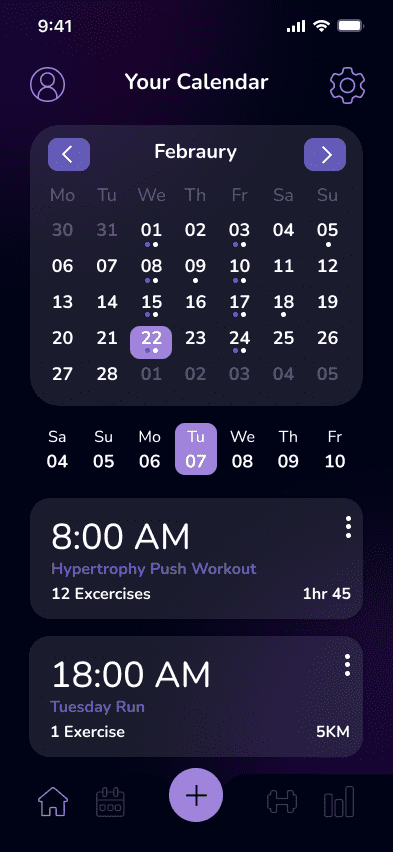 9:41
Your Calendar
Febraury
Mo Tu We Th Fr Sa Su
30 31 01 02 03 04 05
06 07 08 09 10 11 12
13 14 15 16 17 18 19
20 21 22 23 24 25 26
27 28 01 02 03 04 05
Sa Su Mo Tu We Th Fr
04 05 06 07 08 09 10
8:00 AM
Hypertrophy Push Workout
12 Excercises 1hr 45
18:00 AM
Tuesday Run
1 Exercise 5KM